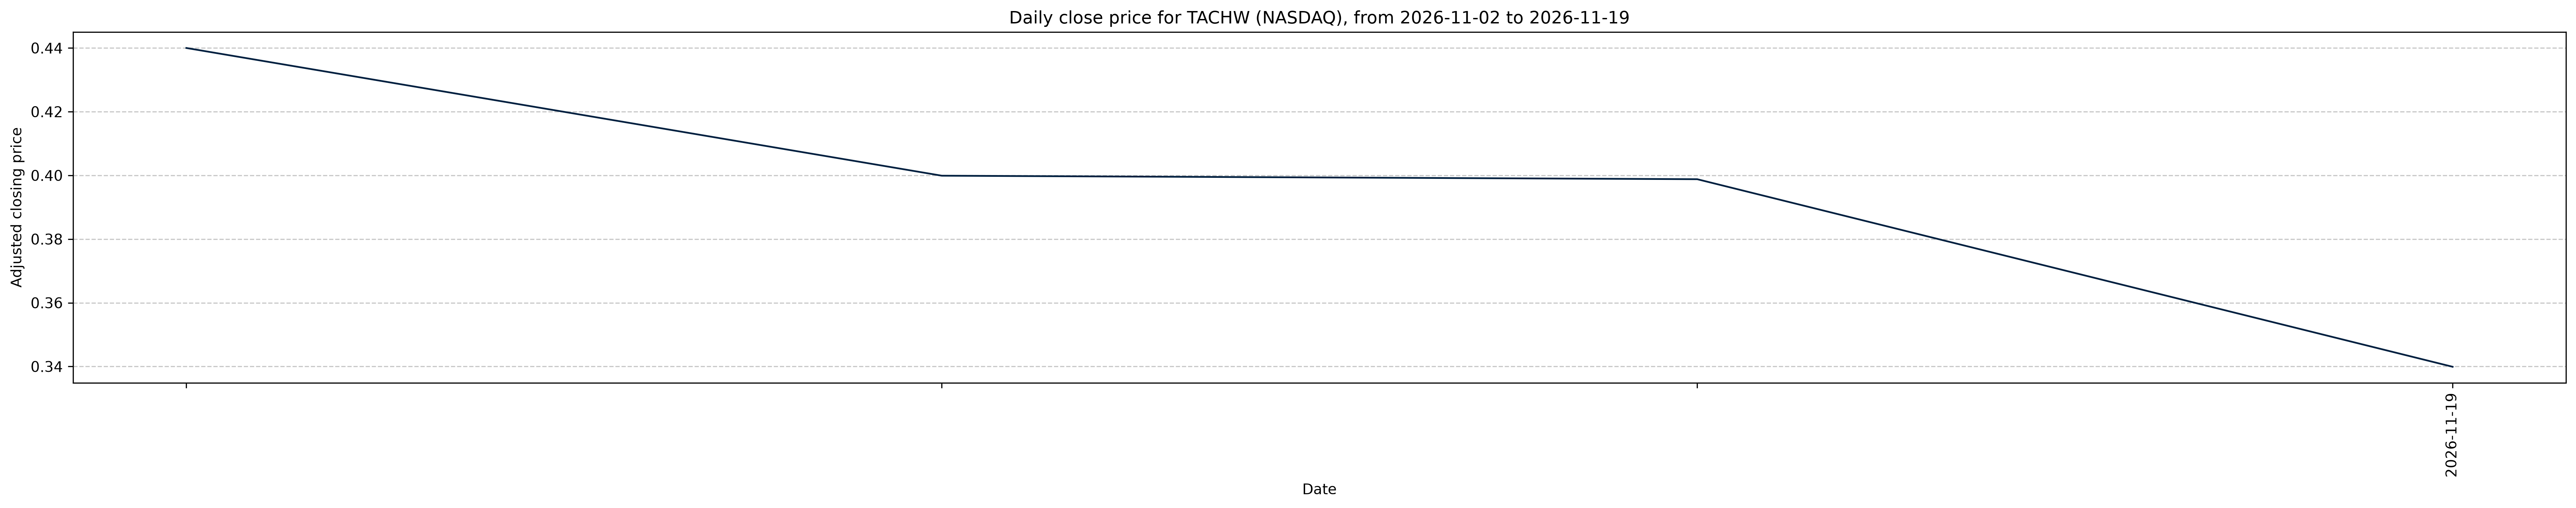 Daily close price for TACHW (NASDAQ), from 2026-11-02 to 2026-11-19
Adjusted closing price
0.44
0.42
0.40
0.38
0.36
0.34
2026-11-19
Date